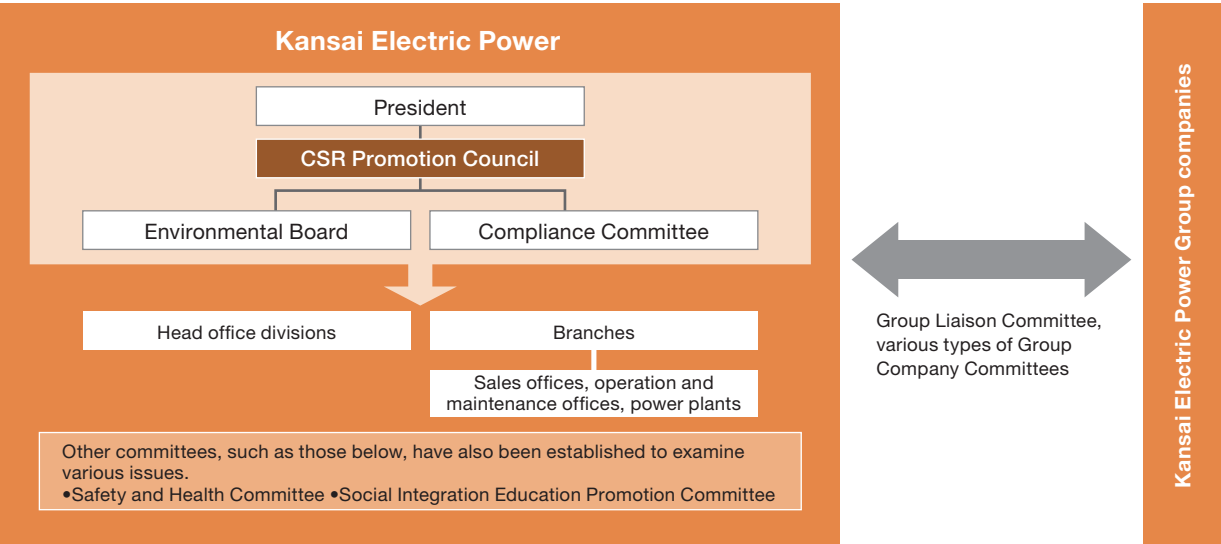 Kansai Electric Power
President
CSR Promotion Council
Environmental Board
Compliance Committee
Head office divisions
Branches
Sales offices, operation and
maintenance offices, power plants
Other committees, such as those below, have also been established to examine
various issues.
•Safety and Health Committee •Social Integration Education Promotion Committee
Group Liaison Committee,
various types of Group
Company Committees
Kansai Electric Power Group companies